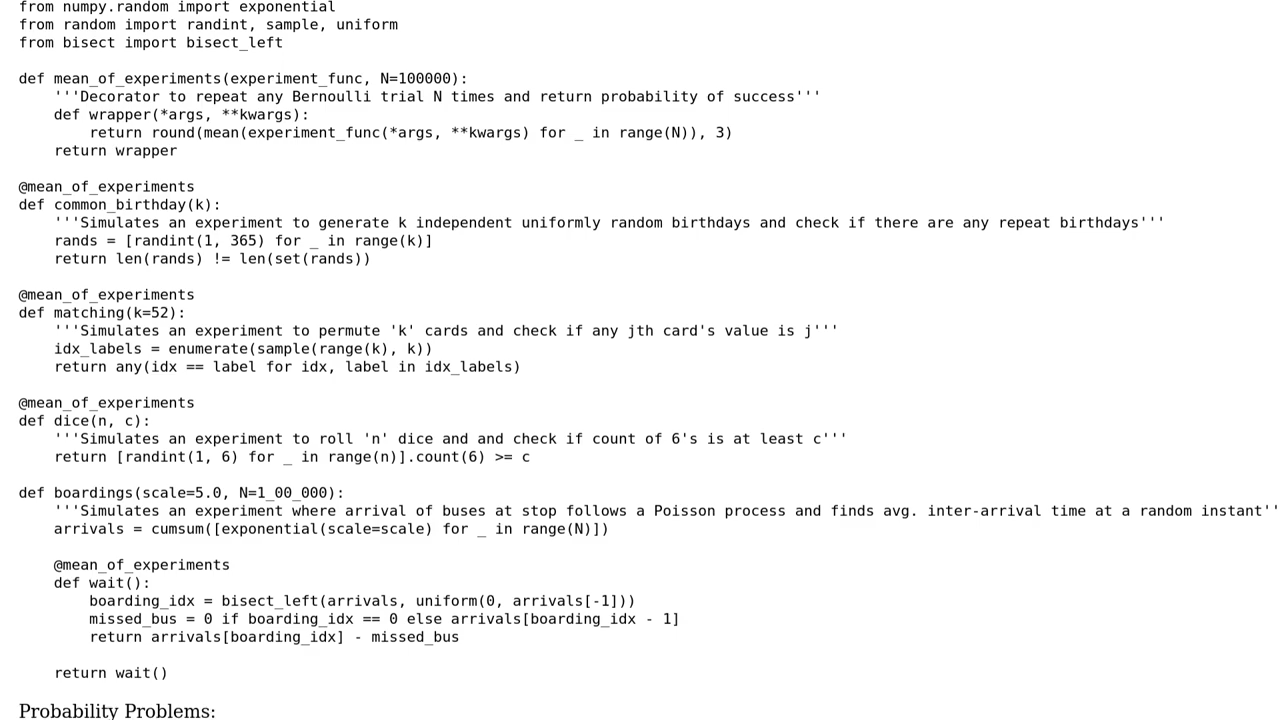 from numpy.random import exponential
from random import randint, sample, uniform
from bisect import bisect_left

def mean_of_experiments(experiment_func, N=100000):
    '''Decorator to repeat any Bernoulli trial N times and return probability of success'''
    def wrapper(*args, **kwargs):
        return round(mean(experiment_func(*args, **kwargs) for _ in range(N)), 3)
    return wrapper

@mean_of_experiments
def common_birthday(k):
    '''Simulates an experiment to generate k independent uniformly random birthdays and check if there are any repeat birthdays'''
    rands = [randint(1, 365) for _ in range(k)]
    return len(rands) != len(set(rands))

@mean_of_experiments
def matching(k=52):
    '''Simulates an experiment to permute 'k' cards and check if any jth card's value is j'''
    idx_labels = enumerate(sample(range(k), k))
    return any(idx == label for idx, label in idx_labels)

@mean_of_experiments
def dice(n, c):
    '''Simulates an experiment to roll 'n' dice and and check if count of 6's is at least c'''
    return [randint(1, 6) for _ in range(n)].count(6) >= c

def boardings(scale=5.0, N=1_00_000):
    '''Simulates an experiment where arrival of buses at stop follows a Poisson process and finds avg. inter-arrival time at a random instant''
    arrivals = cumsum([exponential(scale=scale) for _ in range(N)])

    @mean_of_experiments
    def wait():
        boarding_idx = bisect_left(arrivals, uniform(0, arrivals[-1]))
        missed_bus = 0 if boarding_idx == 0 else arrivals[boarding_idx - 1]
        return arrivals[boarding_idx] - missed_bus

    return wait()

Probability Problems: